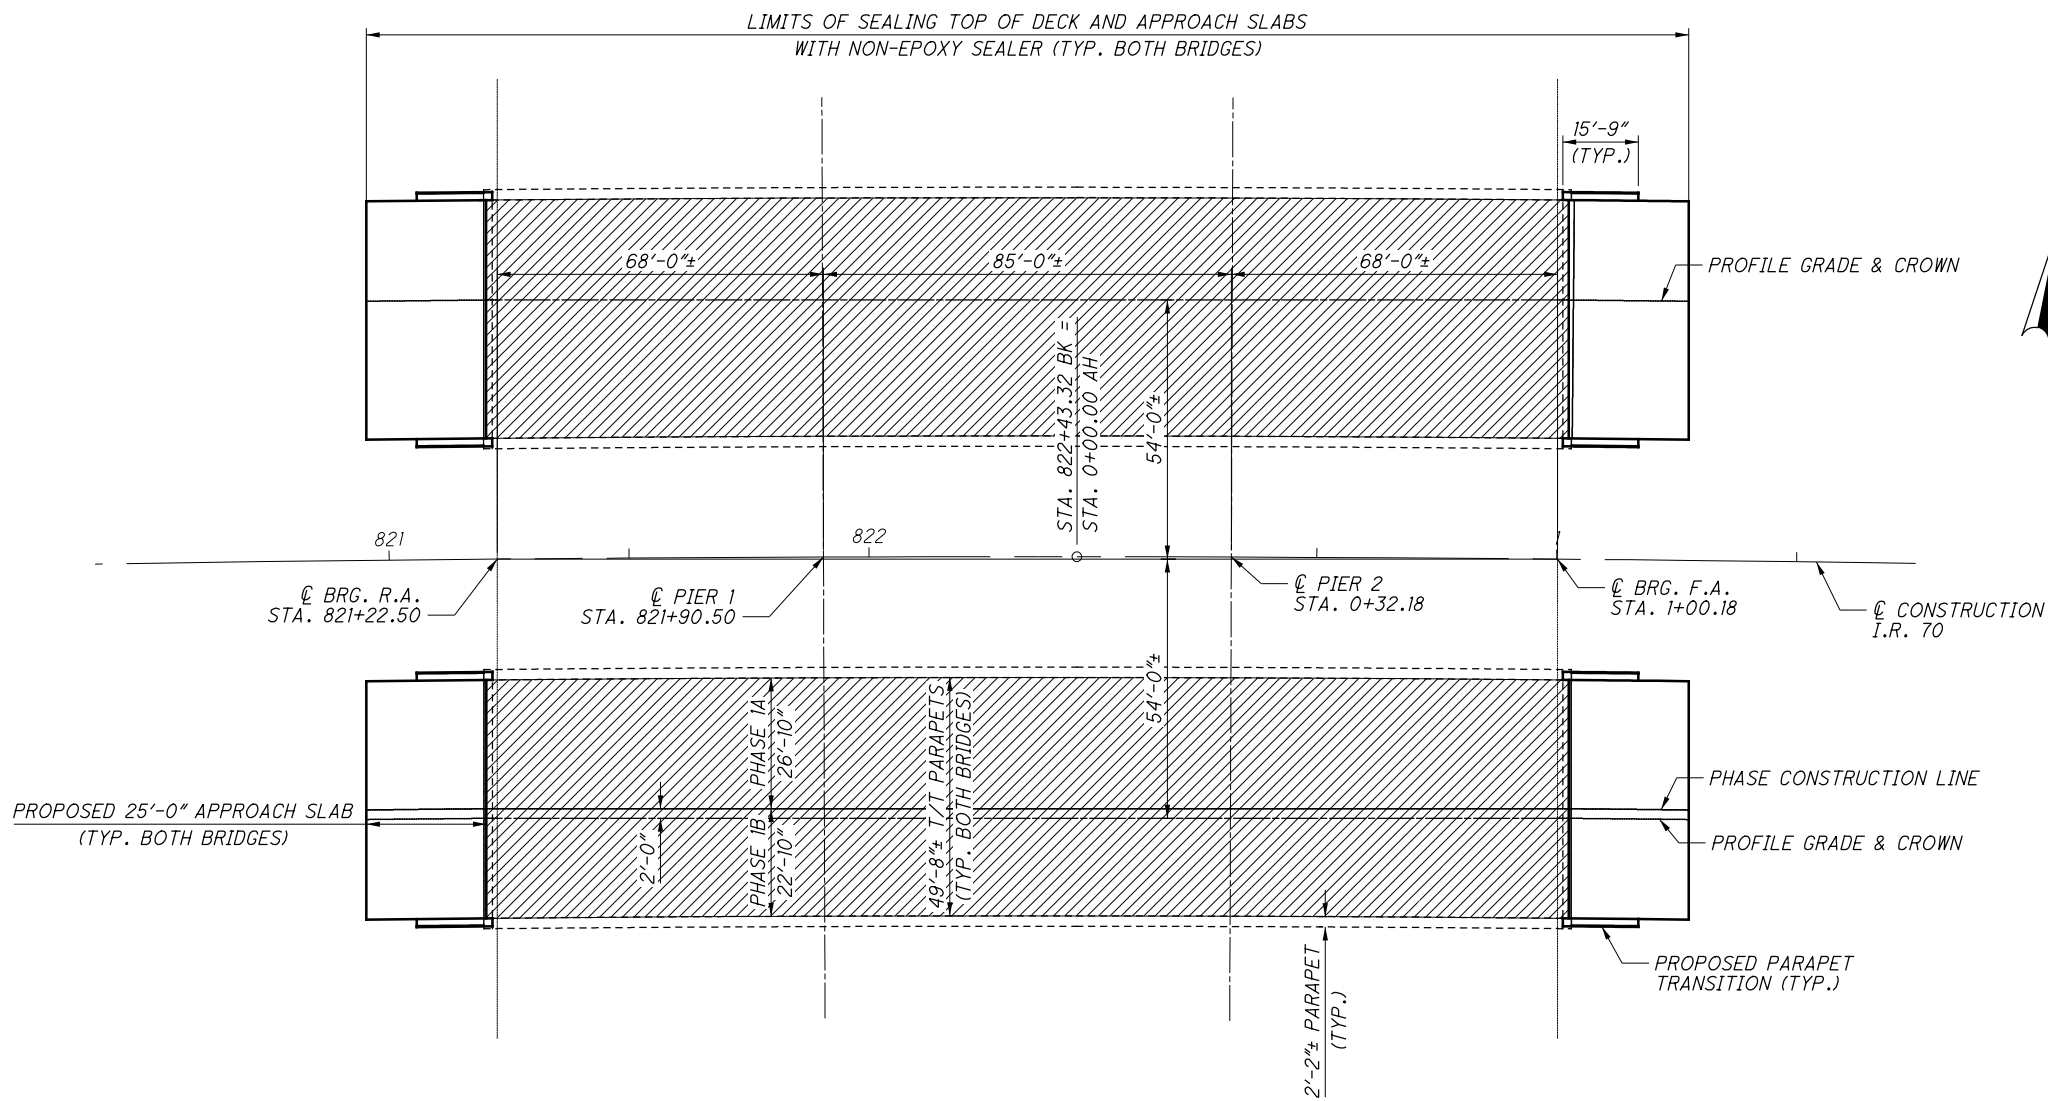 LIMITS OF SEALING TOP OF DECK AND APPROACH SLABS
WITH NON-EPOXY SEALER (TYP. BOTH BRIDGES)
15'-9"
(TYP.)
68'-0"±
85'-0"±
68'-0"±
PROFILE GRADE & CROWN
STA. 822+43.32 BK =
STA. 0+00.00 AH
54'-0"±
821
822
1
℄ BRG. R.A.
STA. 821+22.50
℄ PIER 1
STA. 821+90.50
℄ PIER 2
STA. 0+32.18
℄ BRG. F.A.
STA. 1+00.18
℄ CONSTRUCTION
I.R. 70
54'-0"±
PHASE 1A
26'-10"
49'-8"± T/T PARAPETS
(TYP. BOTH BRIDGES)
PHASE CONSTRUCTION LINE
PROPOSED 25'-0" APPROACH SLAB
(TYP. BOTH BRIDGES)
2'-0"
PHASE 1B
22'-10"
PROFILE GRADE & CROWN
PROPOSED PARAPET
TRANSITION (TYP.)
2'-2"± PARAPET
(TYP.)